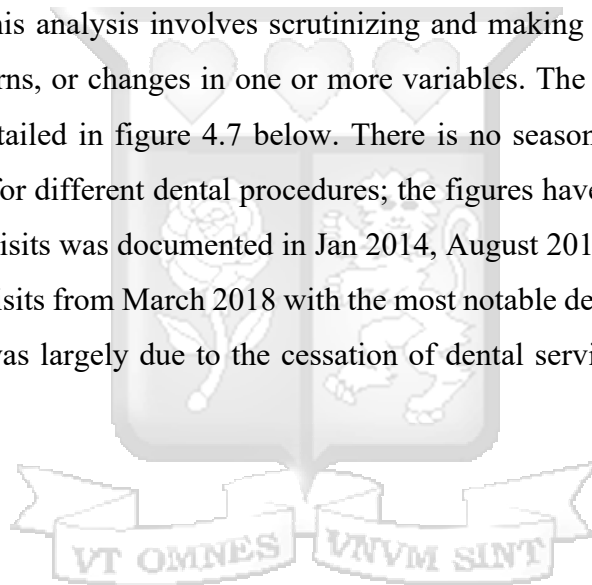 his analysis involves scrutinizing and making
rns, or changes in one or more variables. The
tailed in figure 4.7 below. There is no season
for different dental procedures; the figures have
isits was documented in Jan 2014, August 201
isits from March 2018 with the most notable de
was largely due to the cessation of dental servi
VT OMNES VNVM SINT